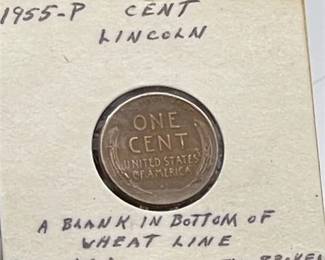 1955-P CENT
LINCOLN
ONE
CENT
UNITED STATES
OF AMERICA
A BLANK IN BOTTOM OF
WHEAT LINE